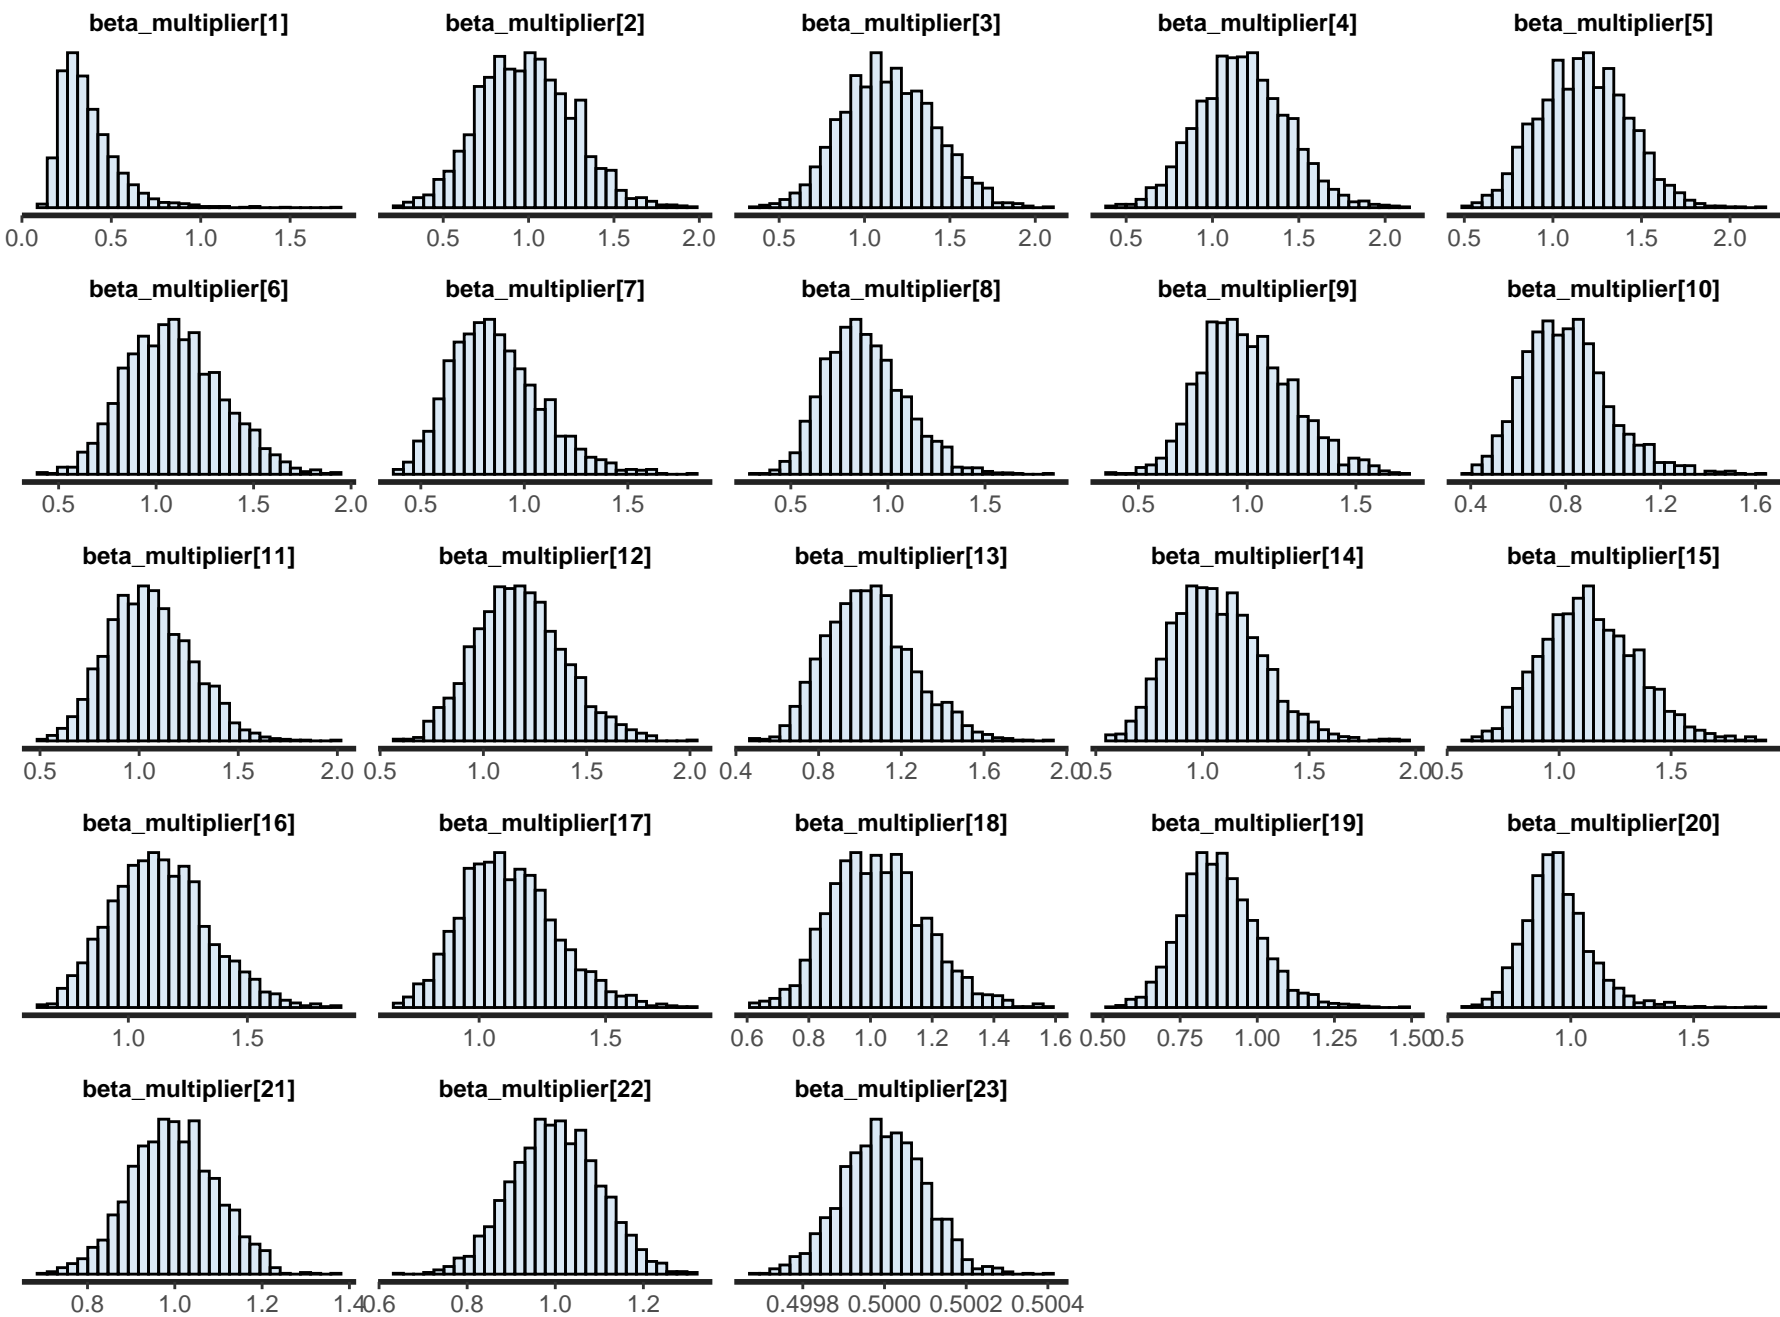 beta_multiplier[1] beta_multiplier[2] beta_multiplier[3] beta_multiplier[4] beta_multiplier[5]
0.0 0.5 1.0 1.5 0.5 1.0 1.5 2.0 0.5 1.0 1.5 2.0 0.5 1.0 1.5 2.0 0.5 1.0 1.5 2.0
beta_multiplier[6] beta_multiplier[7] beta_multiplier[8] beta_multiplier[9] beta_multiplier[10]
0.5 1.0 1.5 2.0 0.5 1.0 1.5 0.5 1.0 1.5 0.5 1.0 1.5 0.4 0.8 1.2 1.6
beta_multiplier[11] beta_multiplier[12] beta_multiplier[13] beta_multiplier[14] beta_multiplier[15]
0.5 1.0 1.5 2.0 0.5 1.0 1.5 2.0 0.4 0.8 1.2 1.6 2.0 0.5 1.0 1.5 2.0 0.5 1.0 1.5
beta_multiplier[16] beta_multiplier[17] beta_multiplier[18] beta_multiplier[19] beta_multiplier[20]
1.0 1.5 1.0 1.5 0.6 0.8 1.0 1.2 1.4 1.6 0.50 0.75 1.00 1.25 1.50 0.5 1.0 1.5
beta_multiplier[21] beta_multiplier[22] beta_multiplier[23]
0.8 1.0 1.2 1.4 0.6 0.8 1.0 1.2 0.4998 0.5000 0.5002 0.5004